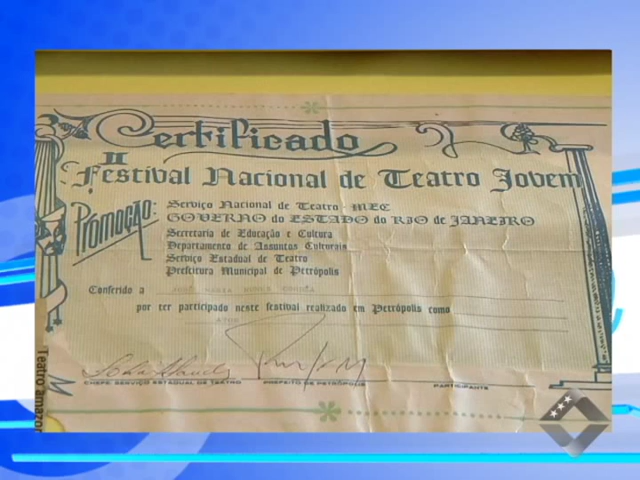 Certificado
II Festival Nacional de Teatro Jovem
Promoção:
Serviço Nacional de Teatro - MEC
GOVERNO do ESTADO do RIO de JANEIRO
Secretaria de Educação e Cultura
Departamento de Assuntos Culturais
Serviço Estadual de Teatro
Prefeitura Municipal de Petrópolis
Conferido a
por ter participado neste festival realizado em Petrópolis como
CHEFE SERVIÇO ESTADUAL DE TEATRO
PREFEITO DE PETRÓPOLIS
PARTICIPANTE
Teatro amazon